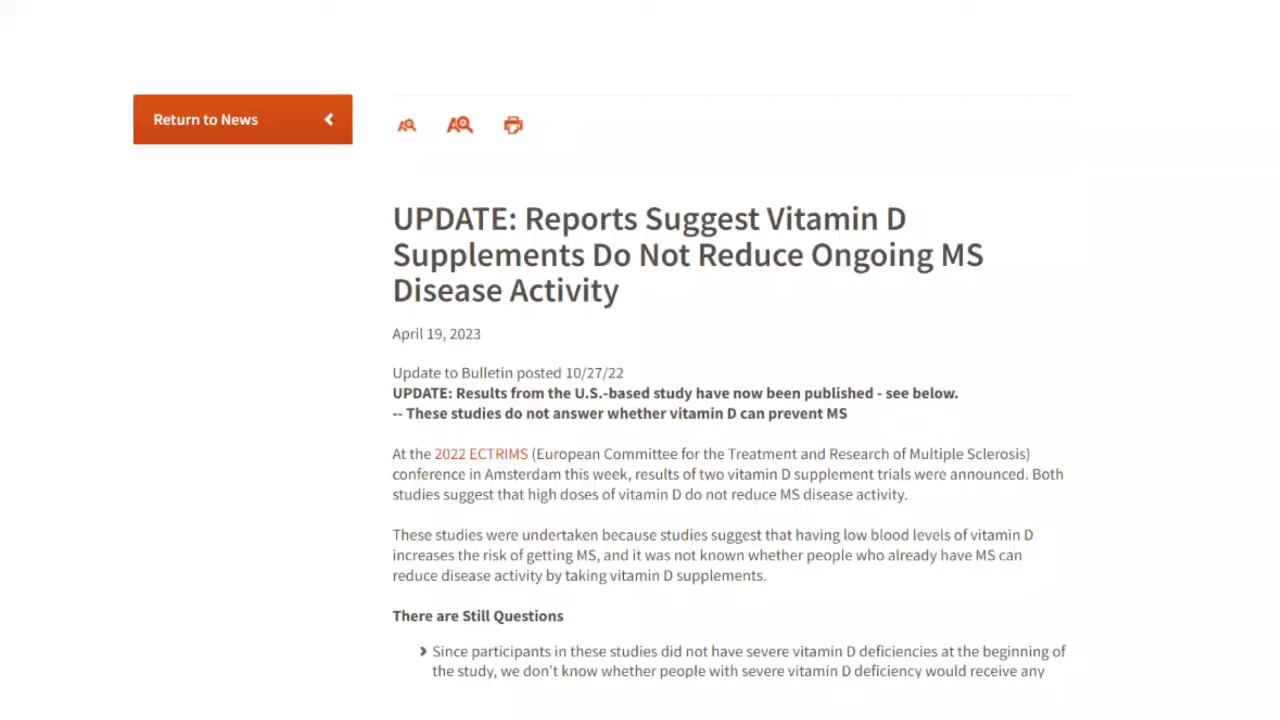 Return to News
UPDATE: Reports Suggest Vitamin D
Supplements Do Not Reduce Ongoing MS
Disease Activity
April 19, 2023
Update to Bulletin posted 10/27/22
UPDATE: Results from the U.S.-based study have now been published - see below.
-- These studies do not answer whether vitamin D can prevent MS
At the 2022 ECTRIMS (European Committee for the Treatment and Research of Multiple Sclerosis)
conference in Amsterdam this week, results of two vitamin D supplement trials were announced. Both
studies suggest that high doses of vitamin D do not reduce MS disease activity.
These studies were undertaken because studies suggest that having low blood levels of vitamin D
increases the risk of getting MS, and it was not known whether people who already have MS can
reduce disease activity by taking vitamin D supplements.
There are Still Questions
Since participants in these studies did not have severe vitamin D deficiencies at the beginning of
the study, we don't know whether people with severe vitamin D deficiency would receive any